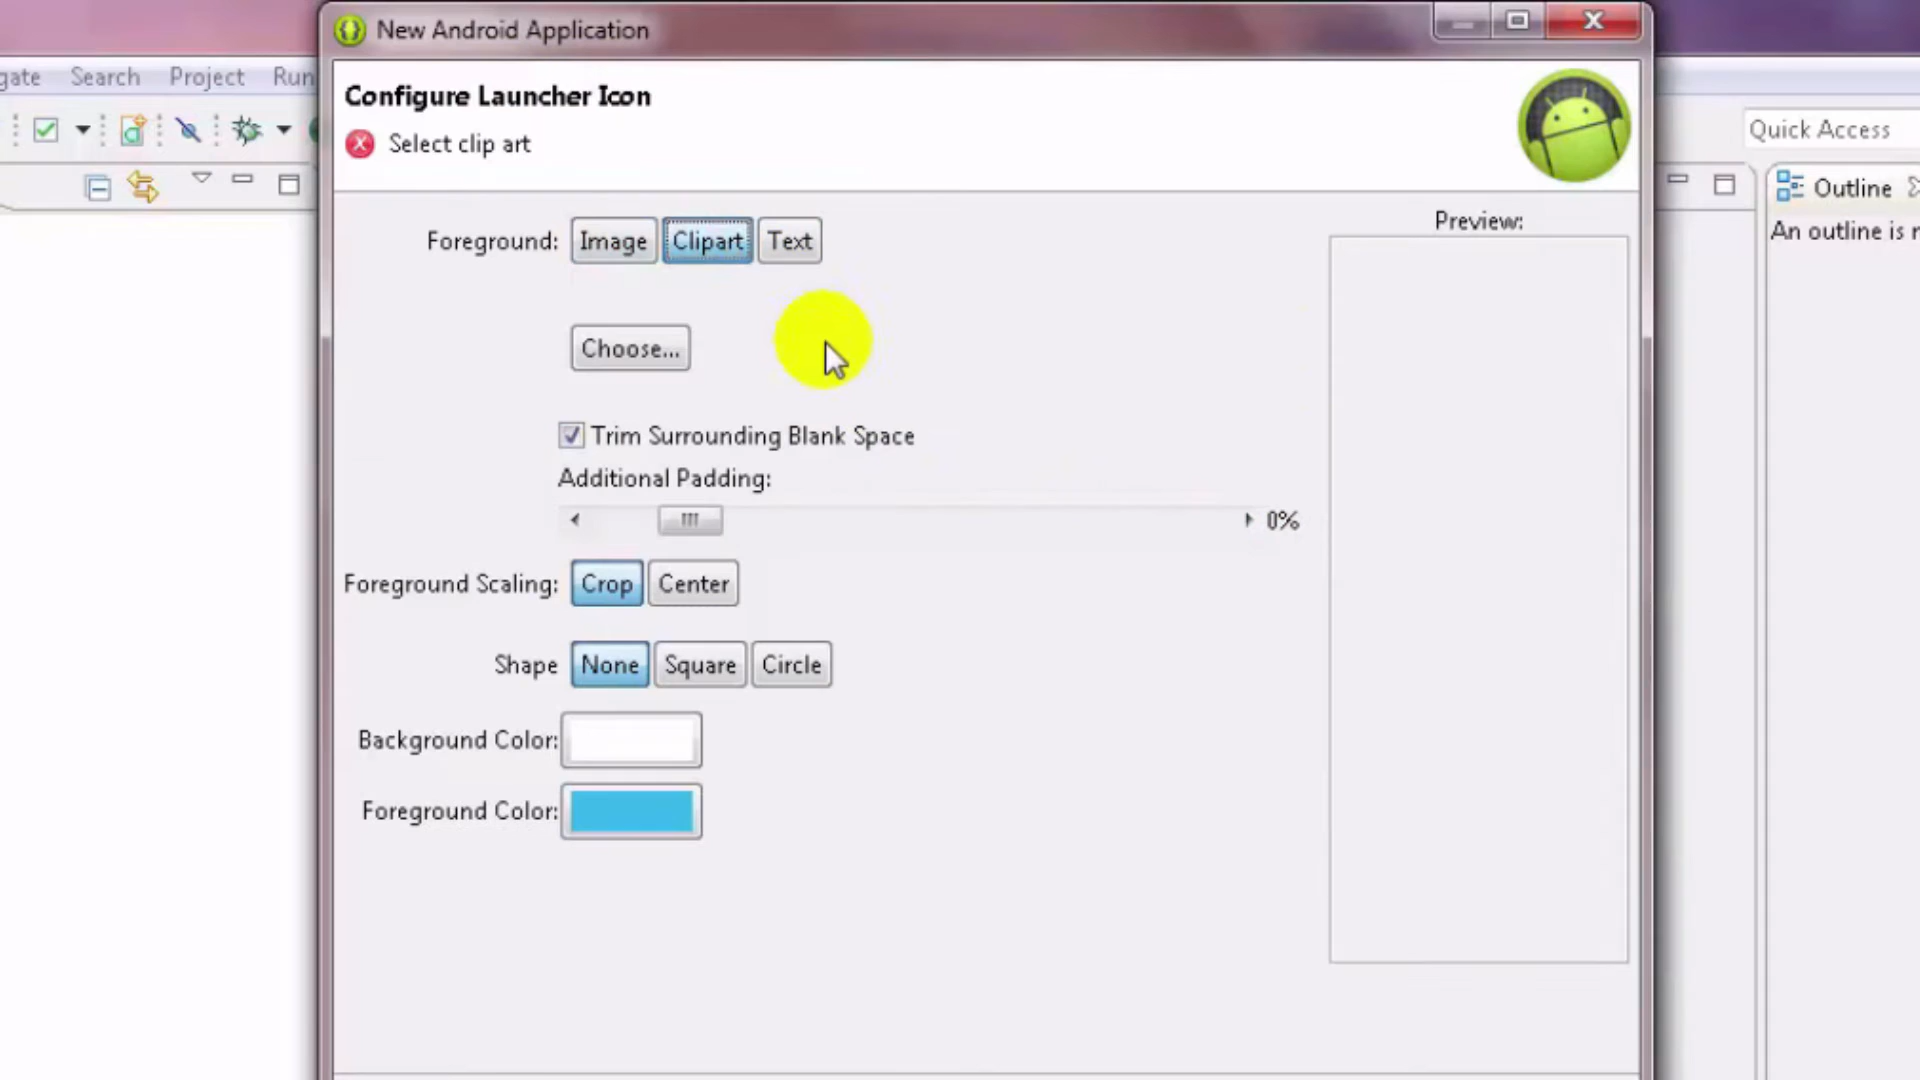 New Android Application
gate Search Project Run
Configure Launcher Icon
Select clip art
Quick Access
Outline
An outline is
Foreground: Image Clipart Text
Preview:
Choose...
Trim Surrounding Blank Space
Additional Padding:
0%
Foreground Scaling: Crop Center
Shape None Square Circle
Background Color:
Foreground Color: